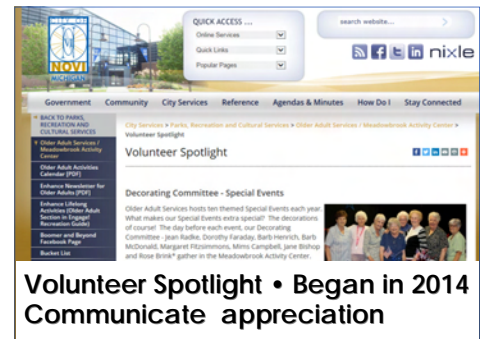 CITY OF
NOVI
MICHIGAN
QUICK ACCESS ....
Online Services
Quick Links
Popular Pages
search website...
nixle
Government Community City Services Reference Agendas & Minutes How Do I Stay Connected
BACK TO PARKS,
RECREATION AND
CULTURAL SERVICES
Older Adult Services /
Meadowbrook Activity
Center
Older Adult Activities
Calendar [PDF]
Enhance Newsletter for
Older Adults [PDF]
Enhance Lifelong
Activities (Older Adult
Section in Engage!
Recreation Guide)
Boomer and Beyond
Facebook Page
Bucket List
City Services > Parks, Recreation and Cultural Services > Older Adult Services / Meadowbrook Activity Center >
Volunteer Spotlight
Volunteer Spotlight
Decorating Committee - Special Events
Older Adult Services hosts ten themed Special Events each year.
What makes our Special Events extra special? The decorations
of course! The day before each event, our Decorating
Committee - Jean Radke, Dorothy Faraday, Barb Henrich, Barb
McDonald, Margaret Fitzsimmons, Mims Campbell, Jane Bishop
and Rose Brink* gather in the Meadowbrook Activity Center.
Volunteer Spotlight • Began in 2014
Communicate appreciation